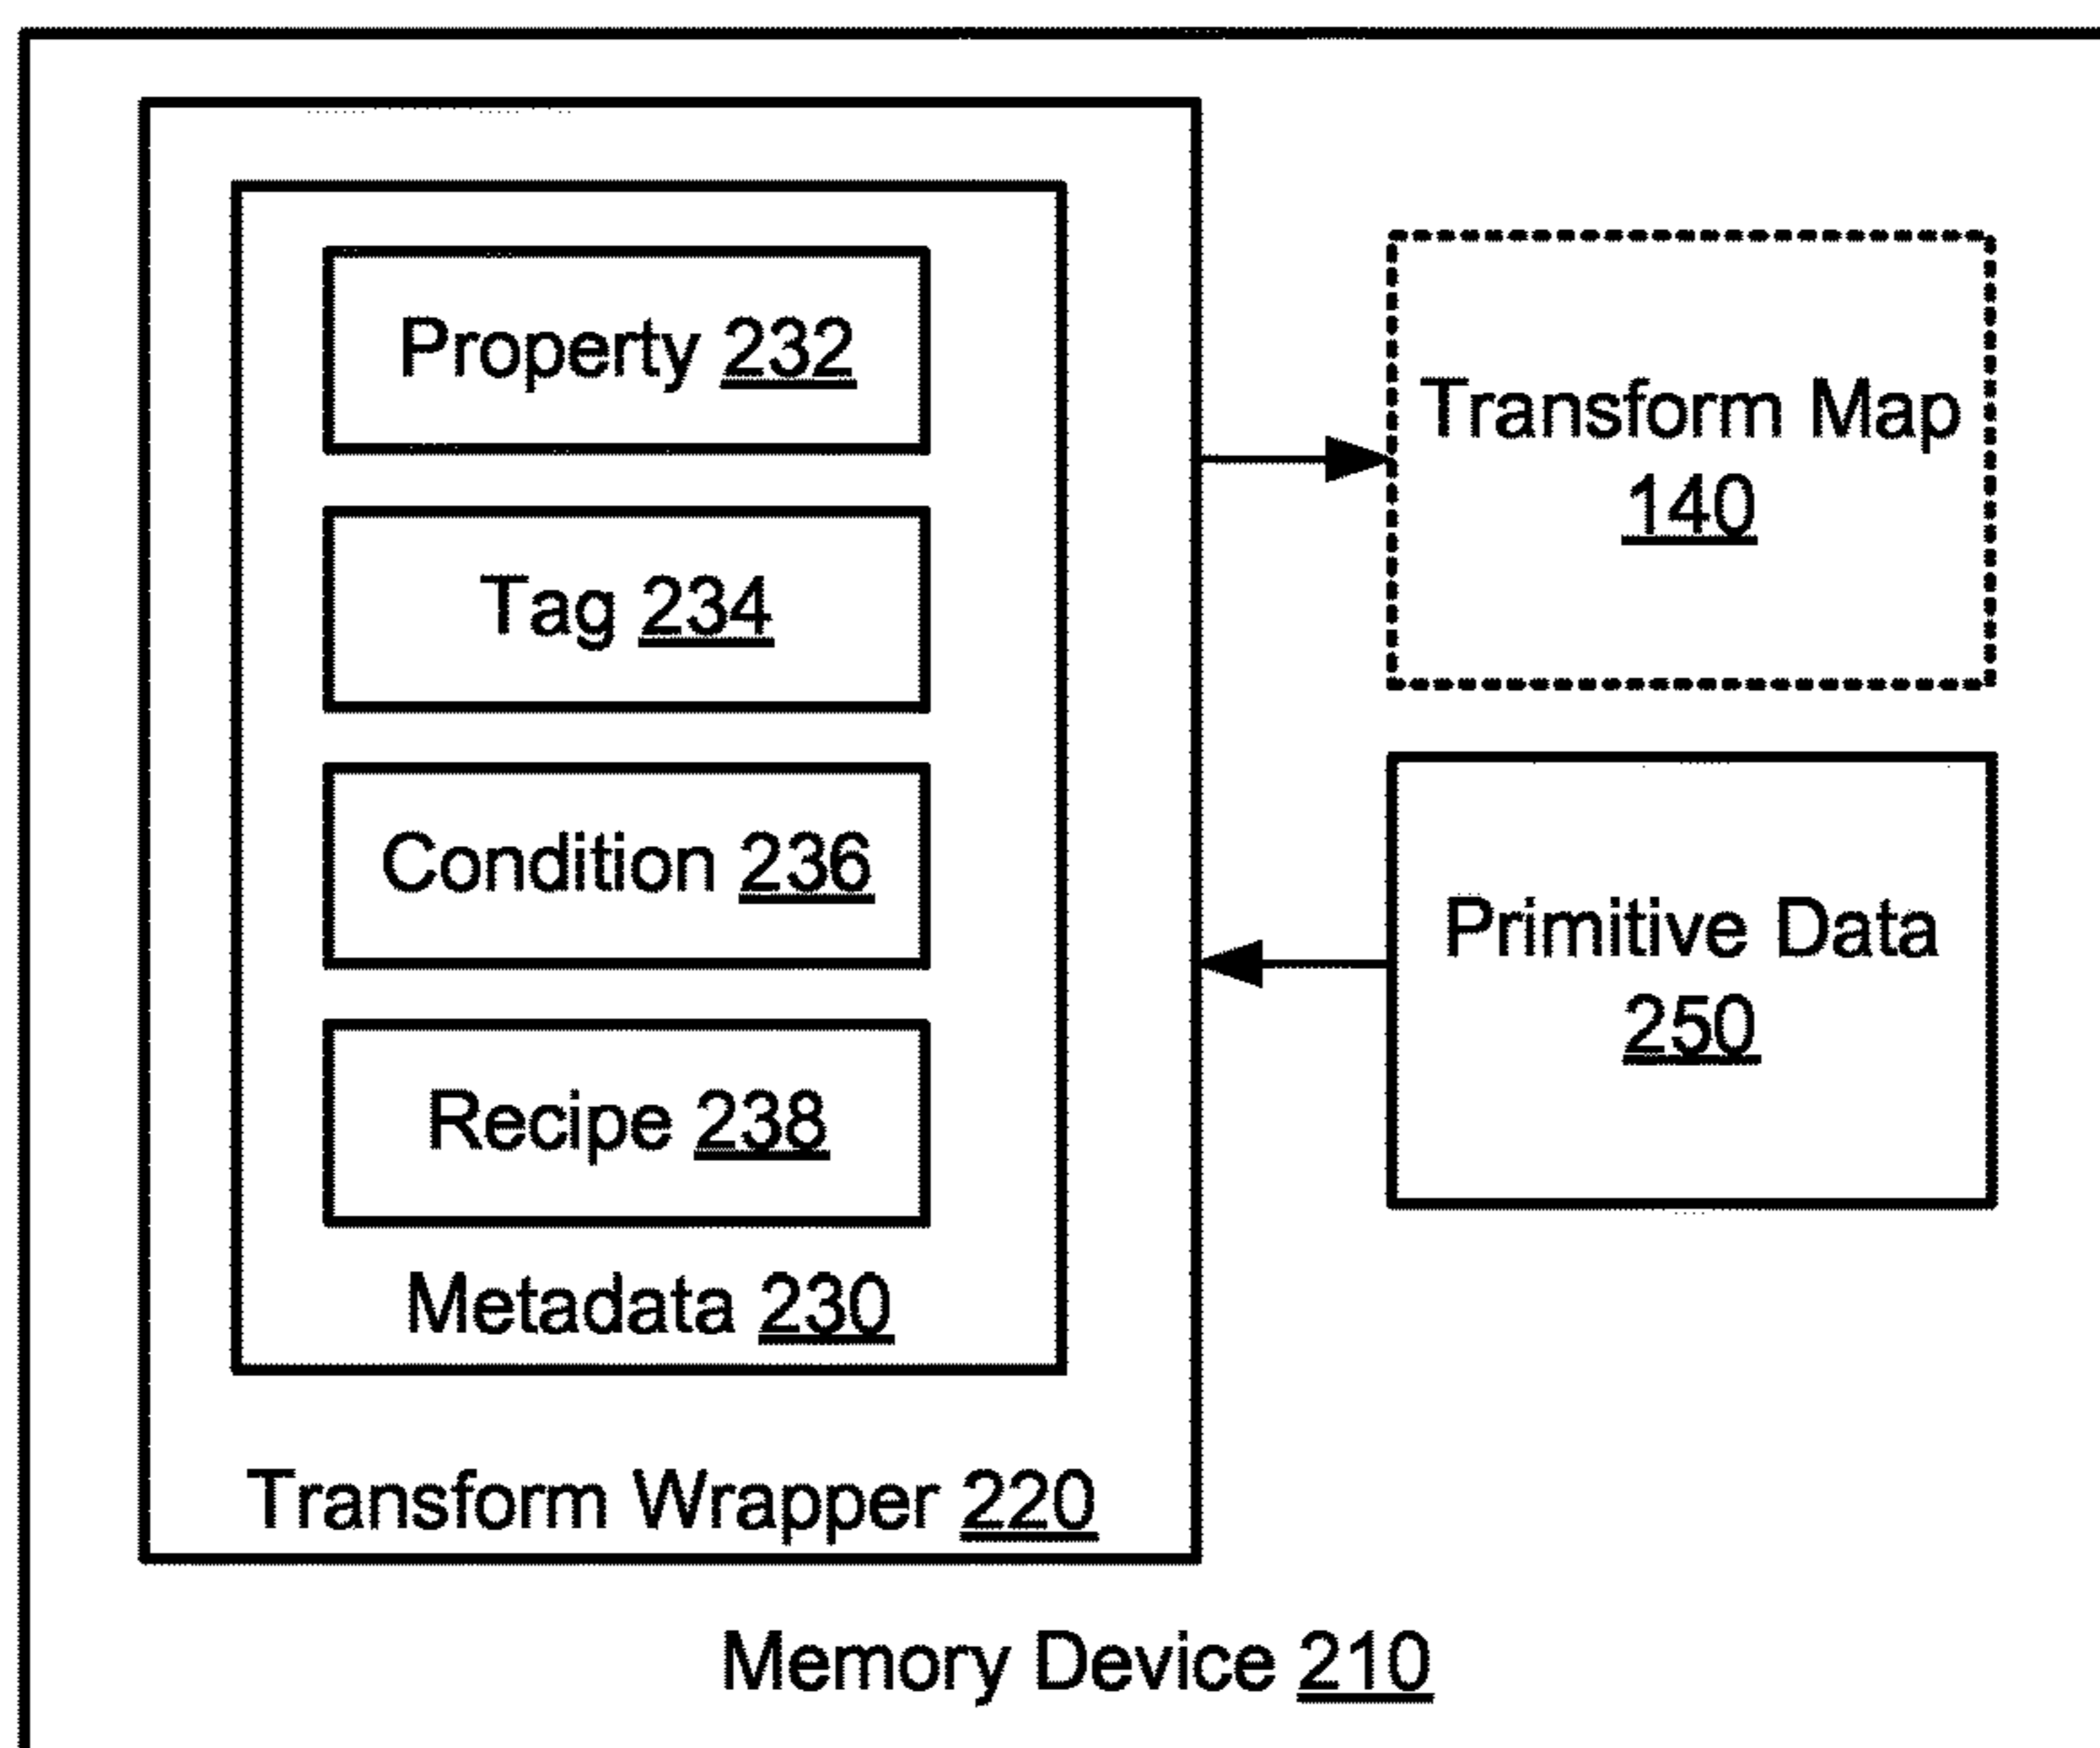 Property 232
Tag 234
Condition 236
Recipe 238
Metadata 230
Transform Wrapper 220
Transform Map
140
Primitive Data
250
Memory Device 210